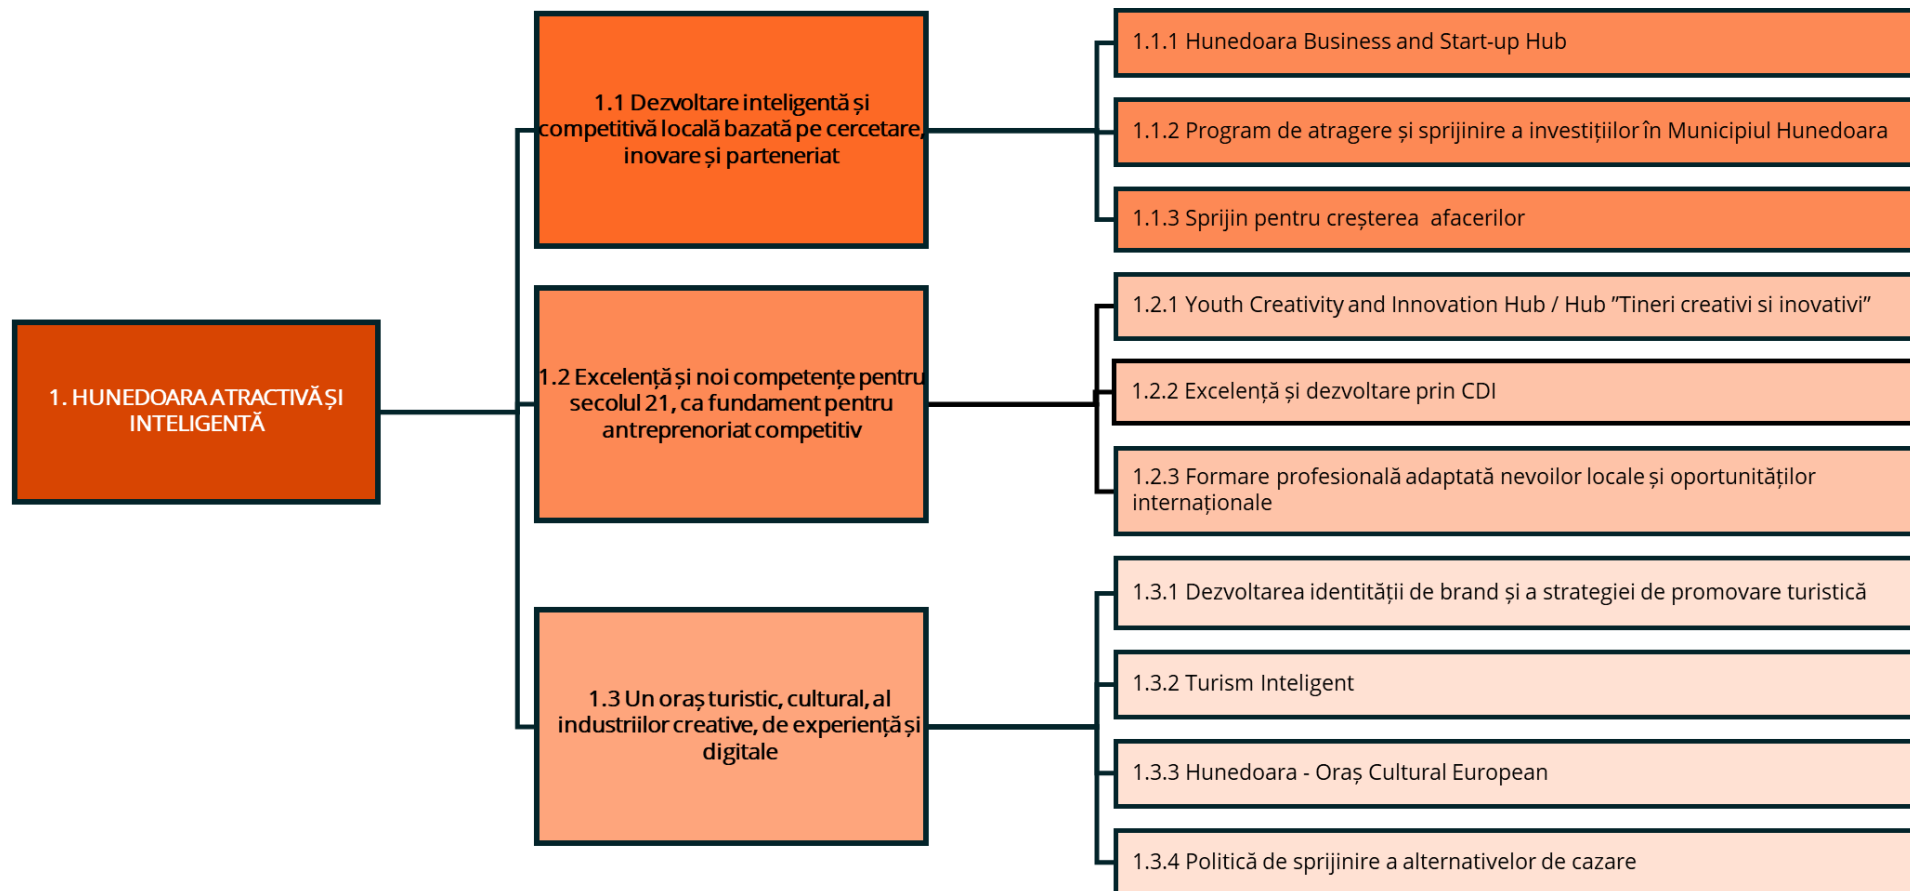 1. HUNEDOARA ATRACTIVĂ ȘI
INTELIGENTĂ
1.1 Dezvoltare inteligentă și
competitivă locală bazată pe cercetare,
inovare și parteneriat
1.1.1 Hunedoara Business and Start-up Hub
1.1.2 Program de atragere și sprijinire a investițiilor în Municipiul Hunedoara
1.1.3 Sprijin pentru creșterea  afacerilor
1.2 Excelență și noi competențe pentru
secolul 21, ca fundament pentru
antreprenoriat competitiv
1.2.1 Youth Creativity and Innovation Hub / Hub ”Tineri creativi si inovativi”
1.2.2 Excelență și dezvoltare prin CDI
1.2.3 Formare profesională adaptată nevoilor locale și oportunităților
internaționale
1.3 Un oraș turistic, cultural, al
industriilor creative, de experiență și
digitale
1.3.1 Dezvoltarea identității de brand și a strategiei de promovare turistică
1.3.2 Turism Inteligent
1.3.3 Hunedoara - Oraș Cultural European
1.3.4 Politică de sprijinire a alternativelor de cazare